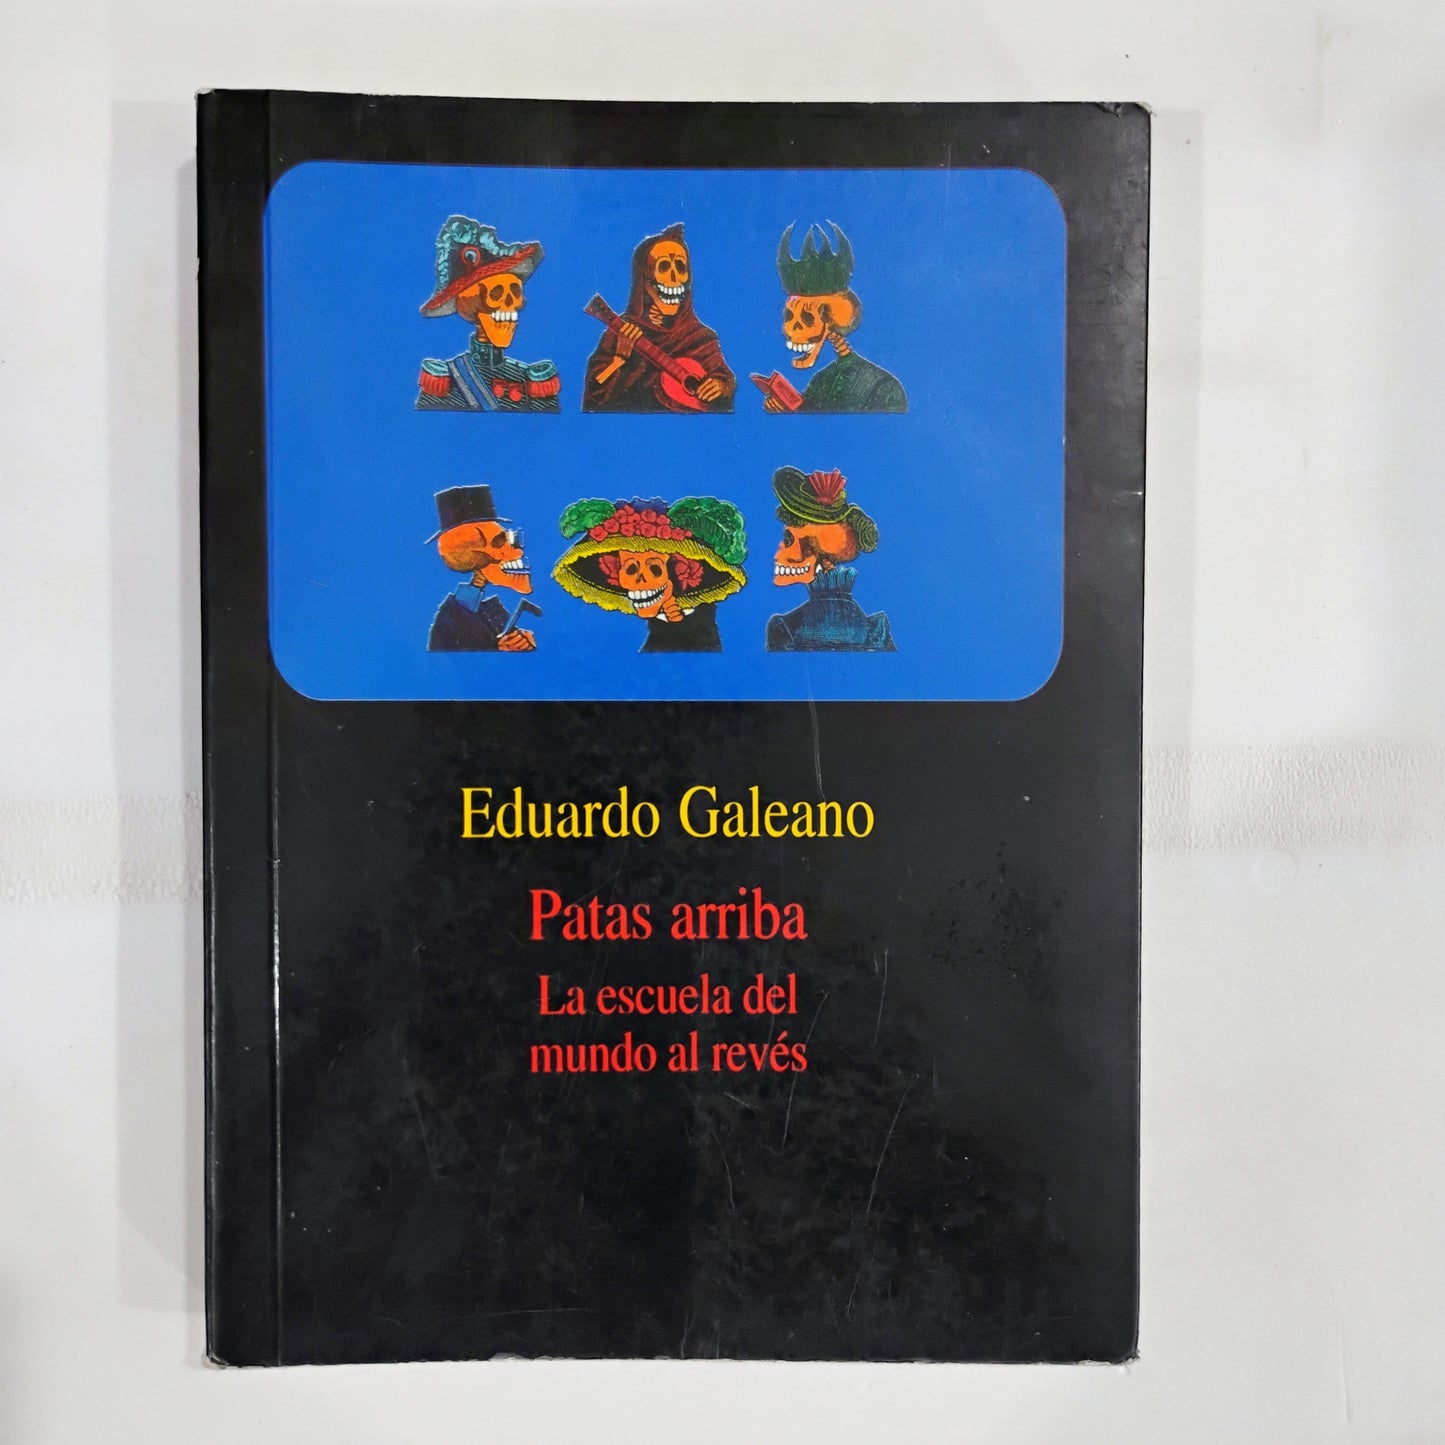 Eduardo Galeano
Patas arriba
La escuela del
mundo al revés